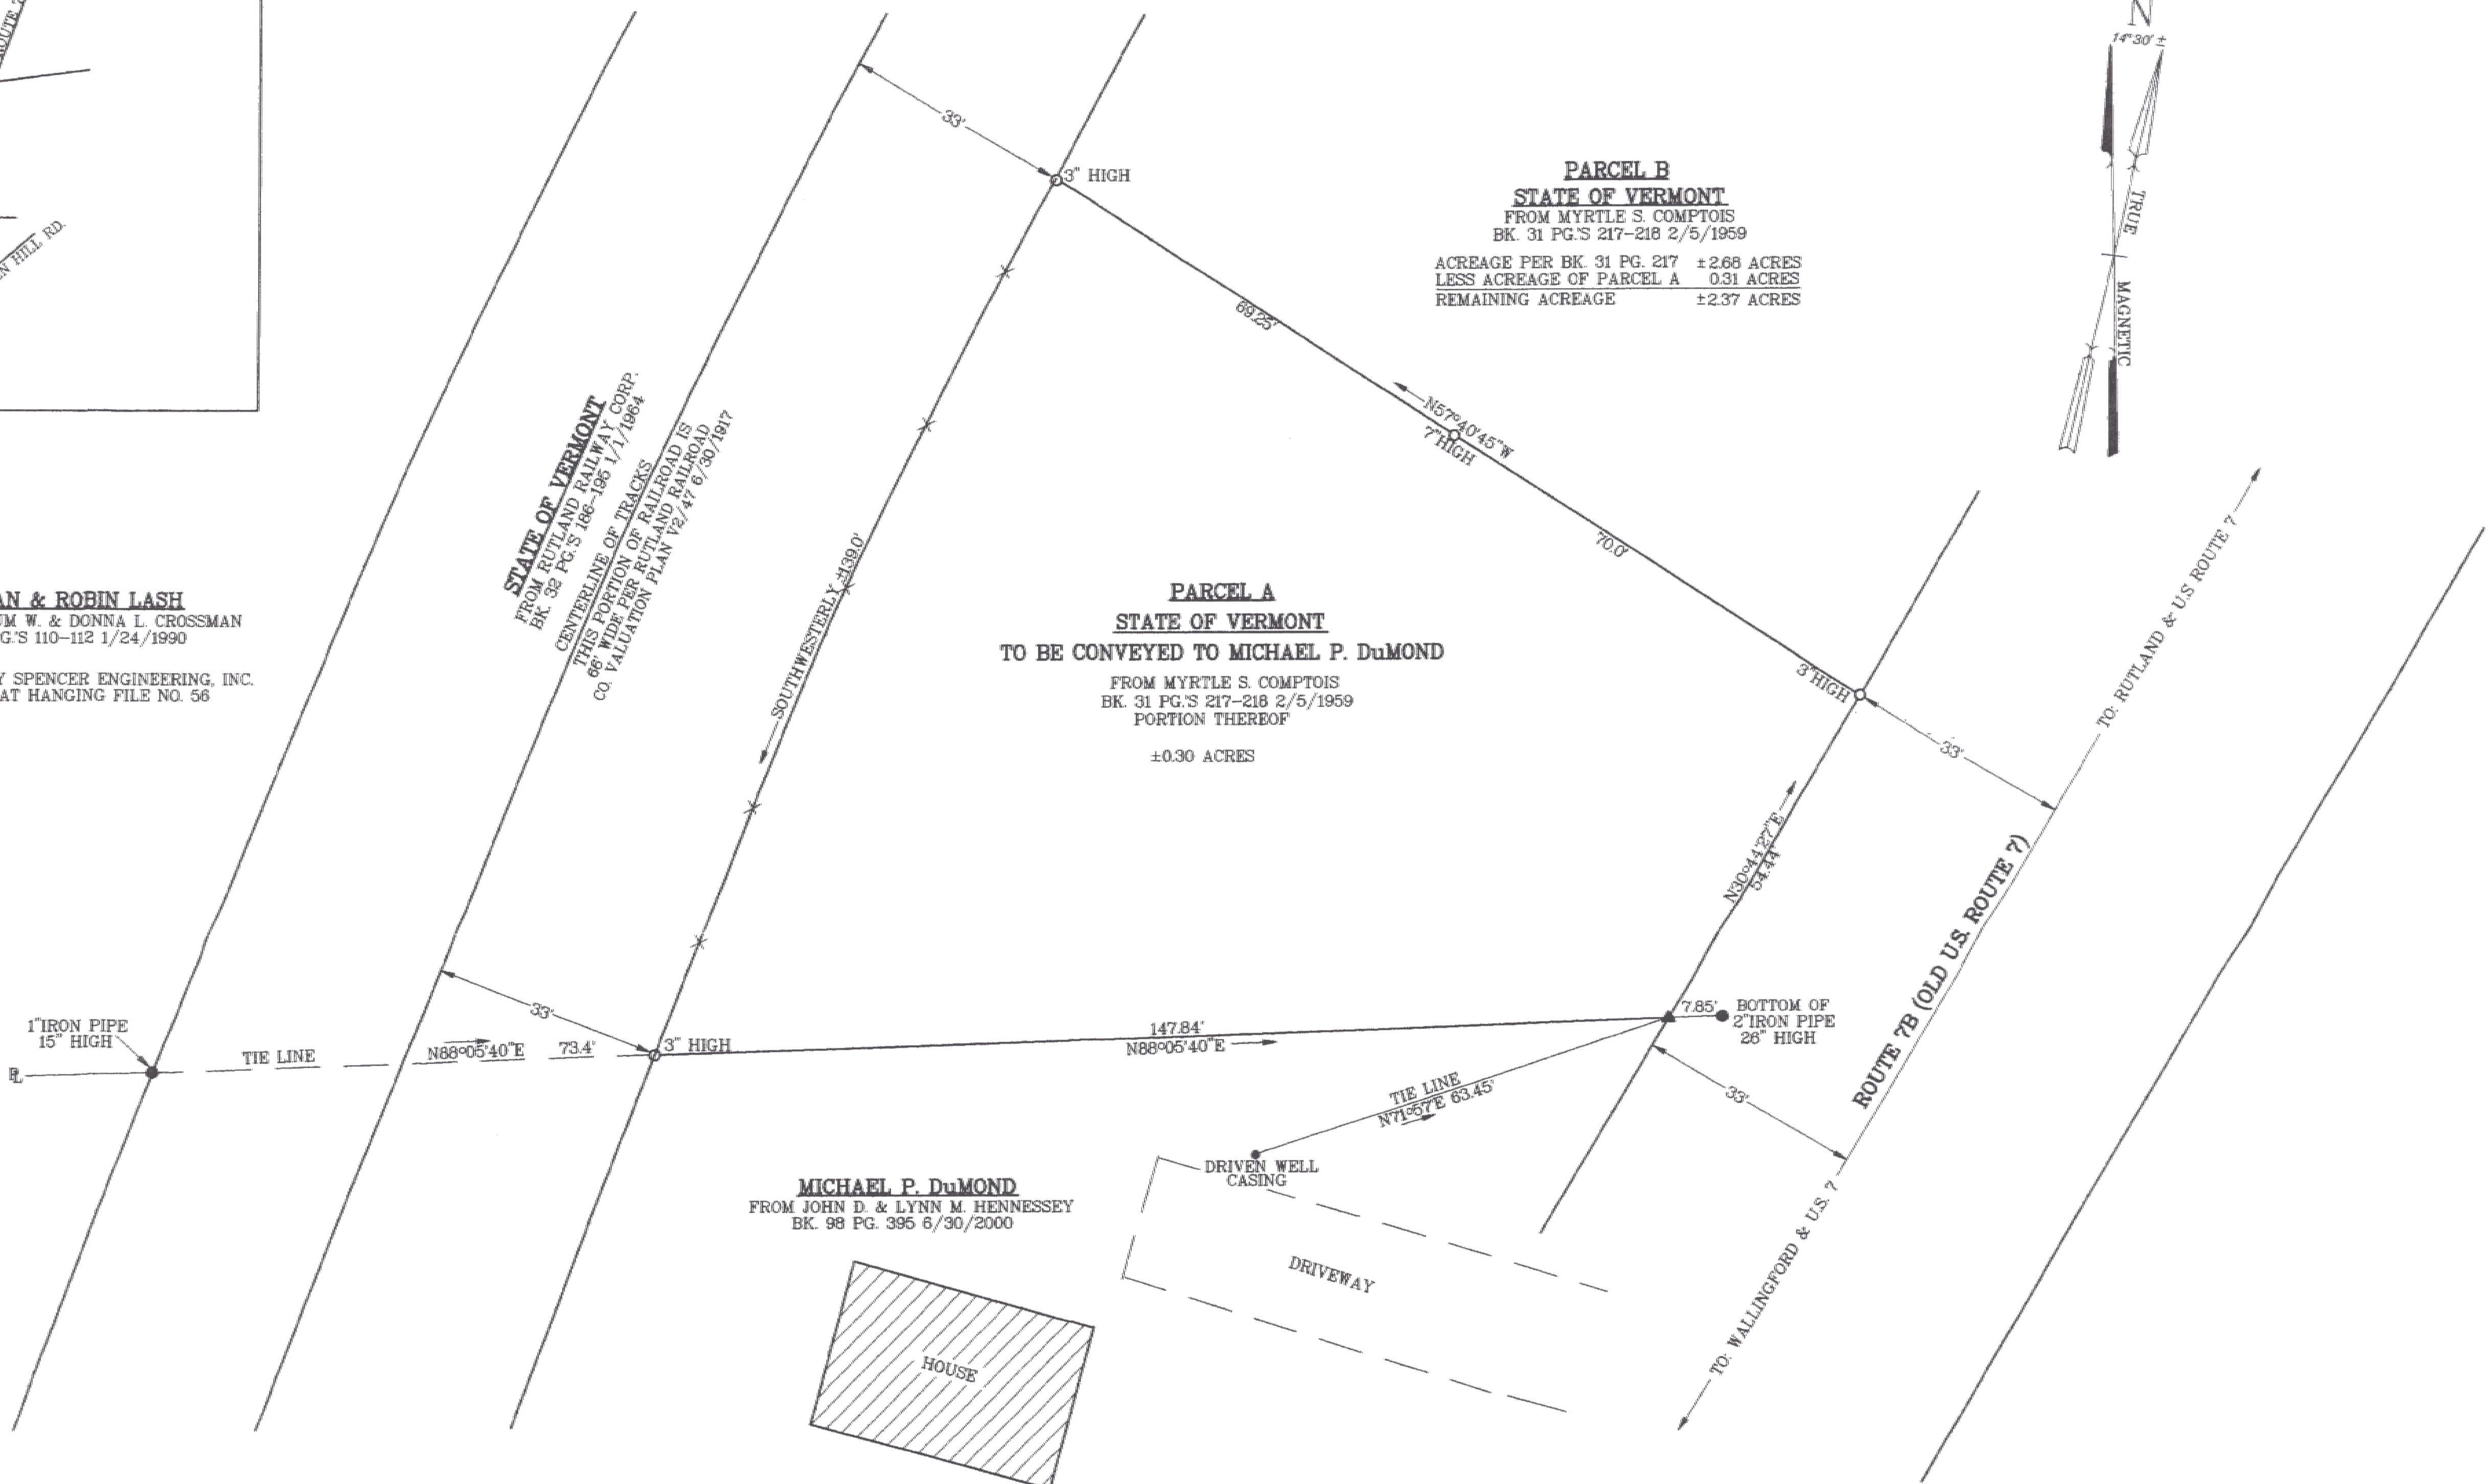 N
14°30' ±
TRUE
MAGNETIC
HILL RD.
33'
3" HIGH
PARCEL B
STATE OF VERMONT
FROM MYRTLE S. COMPTOIS
BK. 31 PG.'S 217-218 2/5/1959
ACREAGE PER BK. 31 PG. 217 ±2.68 ACRES
LESS ACREAGE OF PARCEL A 0.31 ACRES
REMAINING ACREAGE ±2.37 ACRES
69.25'
N57°40'45"W
7" HIGH
70.0'
3" HIGH
33'
STATE OF VERMONT
FROM RUTLAND RAILWAY CORP.
BK. 32 PG.'S 186-195 1/1/1964
CENTERLINE OF TRACKS
THIS PORTION OF RAILROAD IS
66' WIDE PER RUTLAND RAILROAD
CO. VALUATION PLAN V2/47 6/30/1917
SOUTHWESTERLY ±139.0'
& ROBIN LASH
W. & DONNA L. CROSSMAN
110-112 1/24/1990
SPENCER ENGINEERING, INC.
AT HANGING FILE NO. 56
PARCEL A
STATE OF VERMONT
TO BE CONVEYED TO MICHAEL P. DuMOND
FROM MYRTLE S. COMPTOIS
BK. 31 PG.'S 217-218 2/5/1959
PORTION THEREOF
±0.30 ACRES
N30°44'27"E
54.44'
TO: RUTLAND & U.S ROUTE 7
ROUTE 7B (OLD U.S. ROUTE 7)
TO: WALLINGFORD & U.S. 7
33'
1" IRON PIPE
15" HIGH
PL
TIE LINE
N88°05'40"E 73.4'
3" HIGH
33'
147.84'
N88°05'40"E
7.85'
BOTTOM OF
2" IRON PIPE
26" HIGH
TIE LINE
N71°57'E 63.45'
DRIVEN WELL
CASING
MICHAEL P. DuMOND
FROM JOHN D. & LYNN M. HENNESSEY
BK. 98 PG. 395 6/30/2000
DRIVEWAY
HOUSE